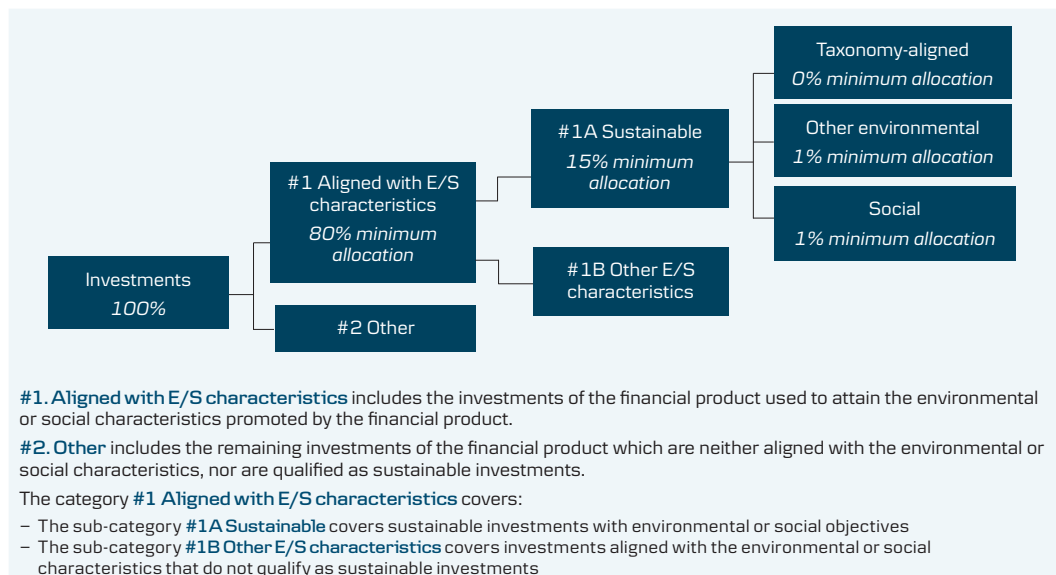 Taxonomy-aligned
0% minimum allocation
#1A Sustainable
15% minimum
allocation
Other environmental
1% minimum allocation
#1 Aligned with E/S
characteristics
80% minimum
allocation
Social
1% minimum allocation
Investments
100%
#1B Other E/S
characteristics
#2 Other
#1. Aligned with E/S characteristics includes the investments of the financial product used to attain the environmental
or social characteristics promoted by the financial product.
#2. Other includes the remaining investments of the financial product which are neither aligned with the environmental or
social characteristics, nor are qualified as sustainable investments.
The category #1 Aligned with E/S characteristics covers:
– The sub-category #1A Sustainable covers sustainable investments with environmental or social objectives
– The sub-category #1B Other E/S characteristics covers investments aligned with the environmental or social
characteristics that do not qualify as sustainable investments